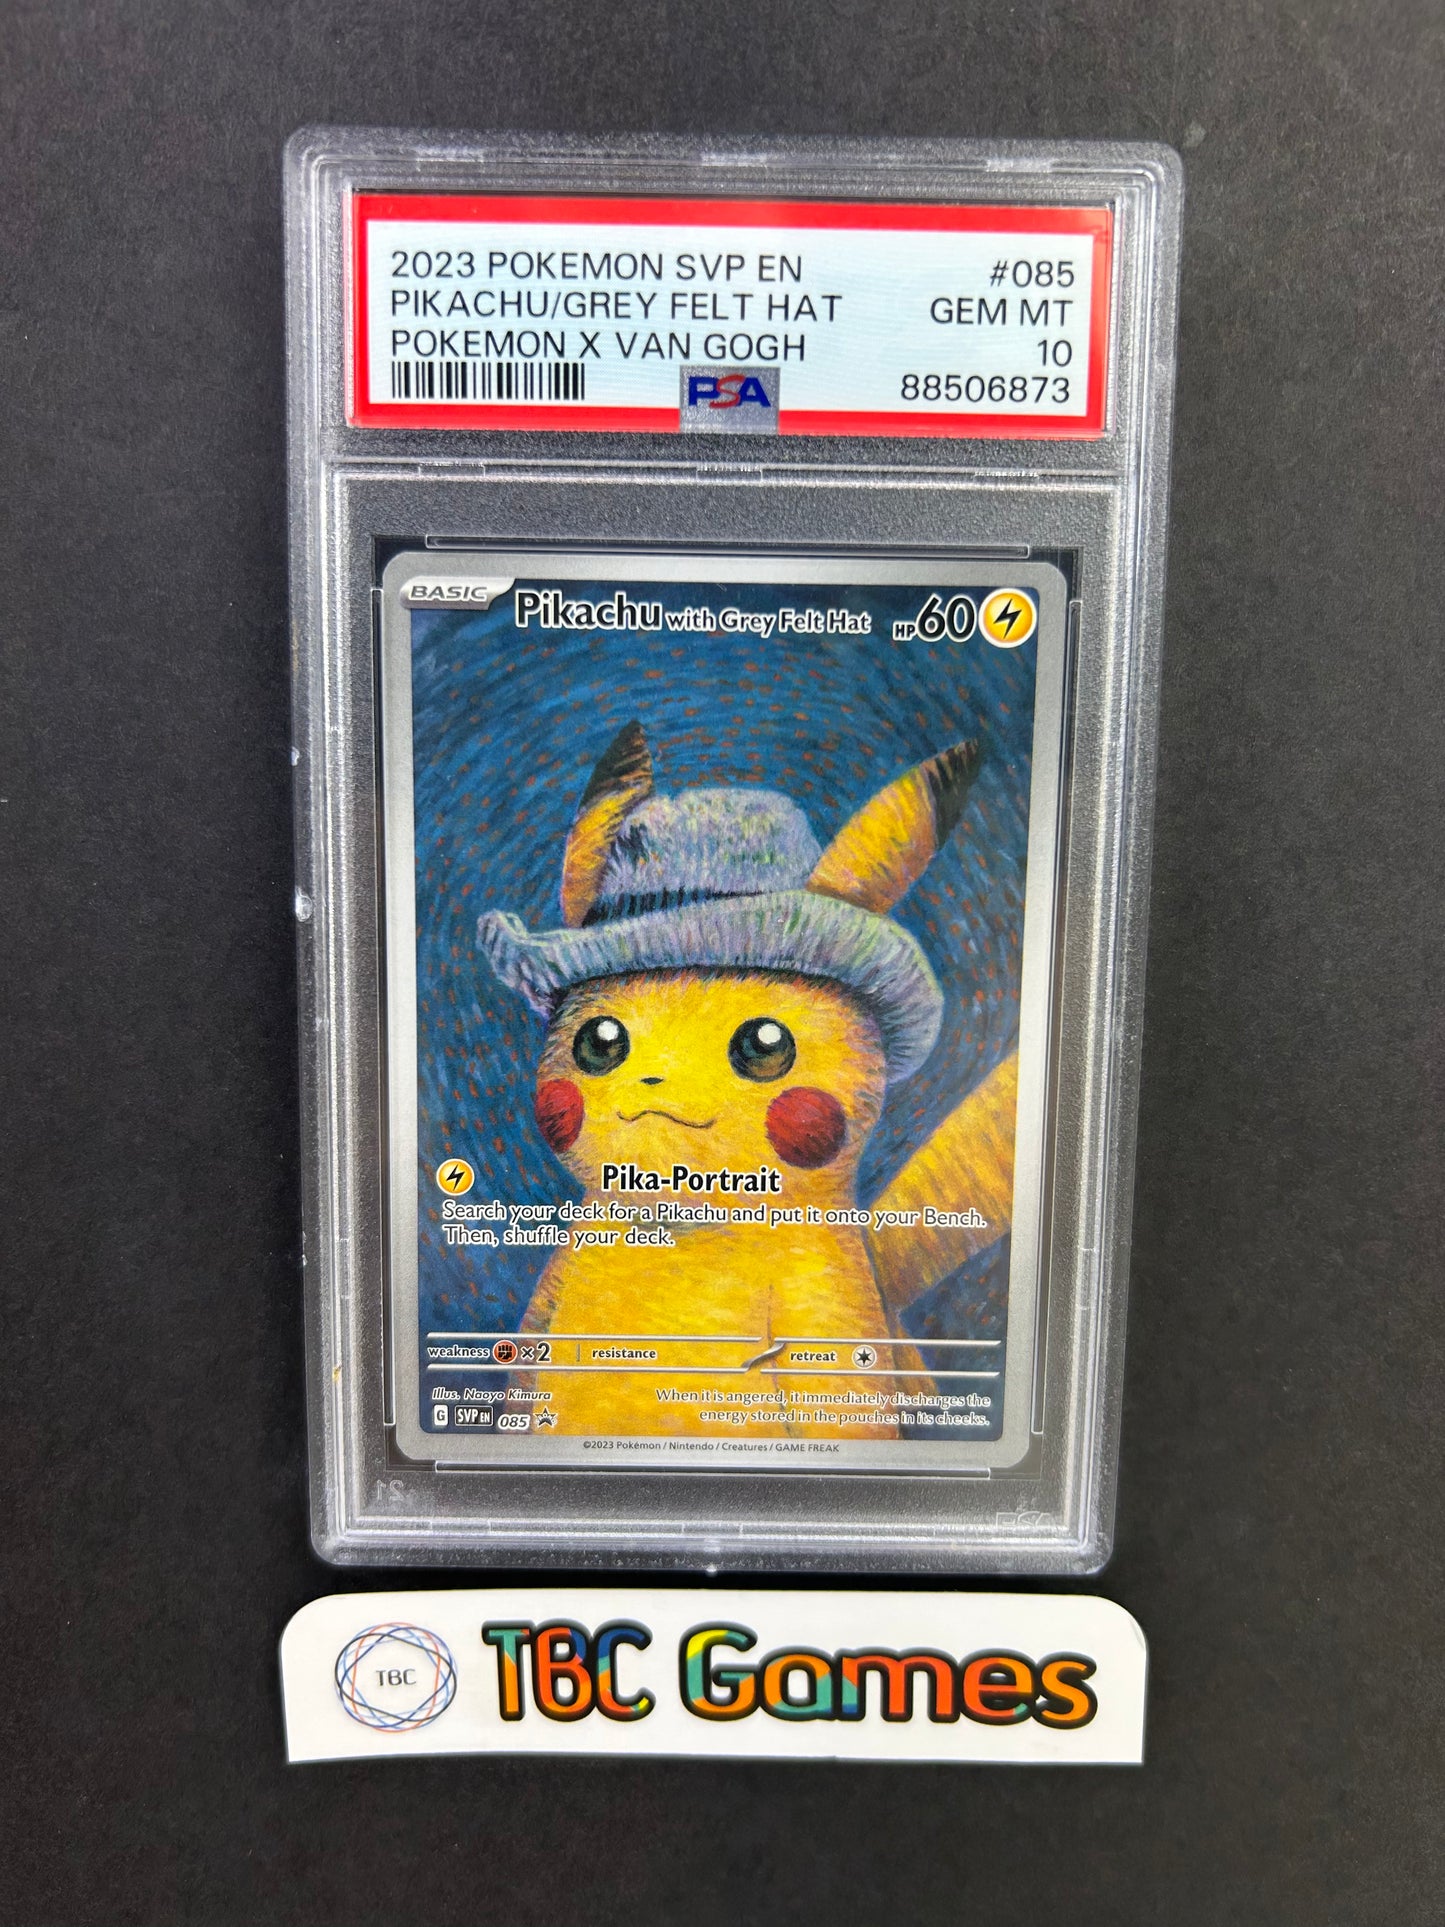 2023 POKEMON SVP EN #085
PIKACHU/GREY FELT HAT GEM MT
POKEMON X VAN GOGH 10
PSA 88506873
BASIC Pikachu with Grey Felt Hat HP60
Pika-Portrait
Search your deck for a Pikachu and put it onto your Bench.
Then, shuffle your deck.
weakness ×2 resistance retreat
Illus. Naoyo Kimura
When it is angered, it immediately discharges the
energy stored in the pouches in its cheeks.
G SVP EN 085
©2023 Pokémon / Nintendo / Creatures / GAME FREAK
TBC TBC Games